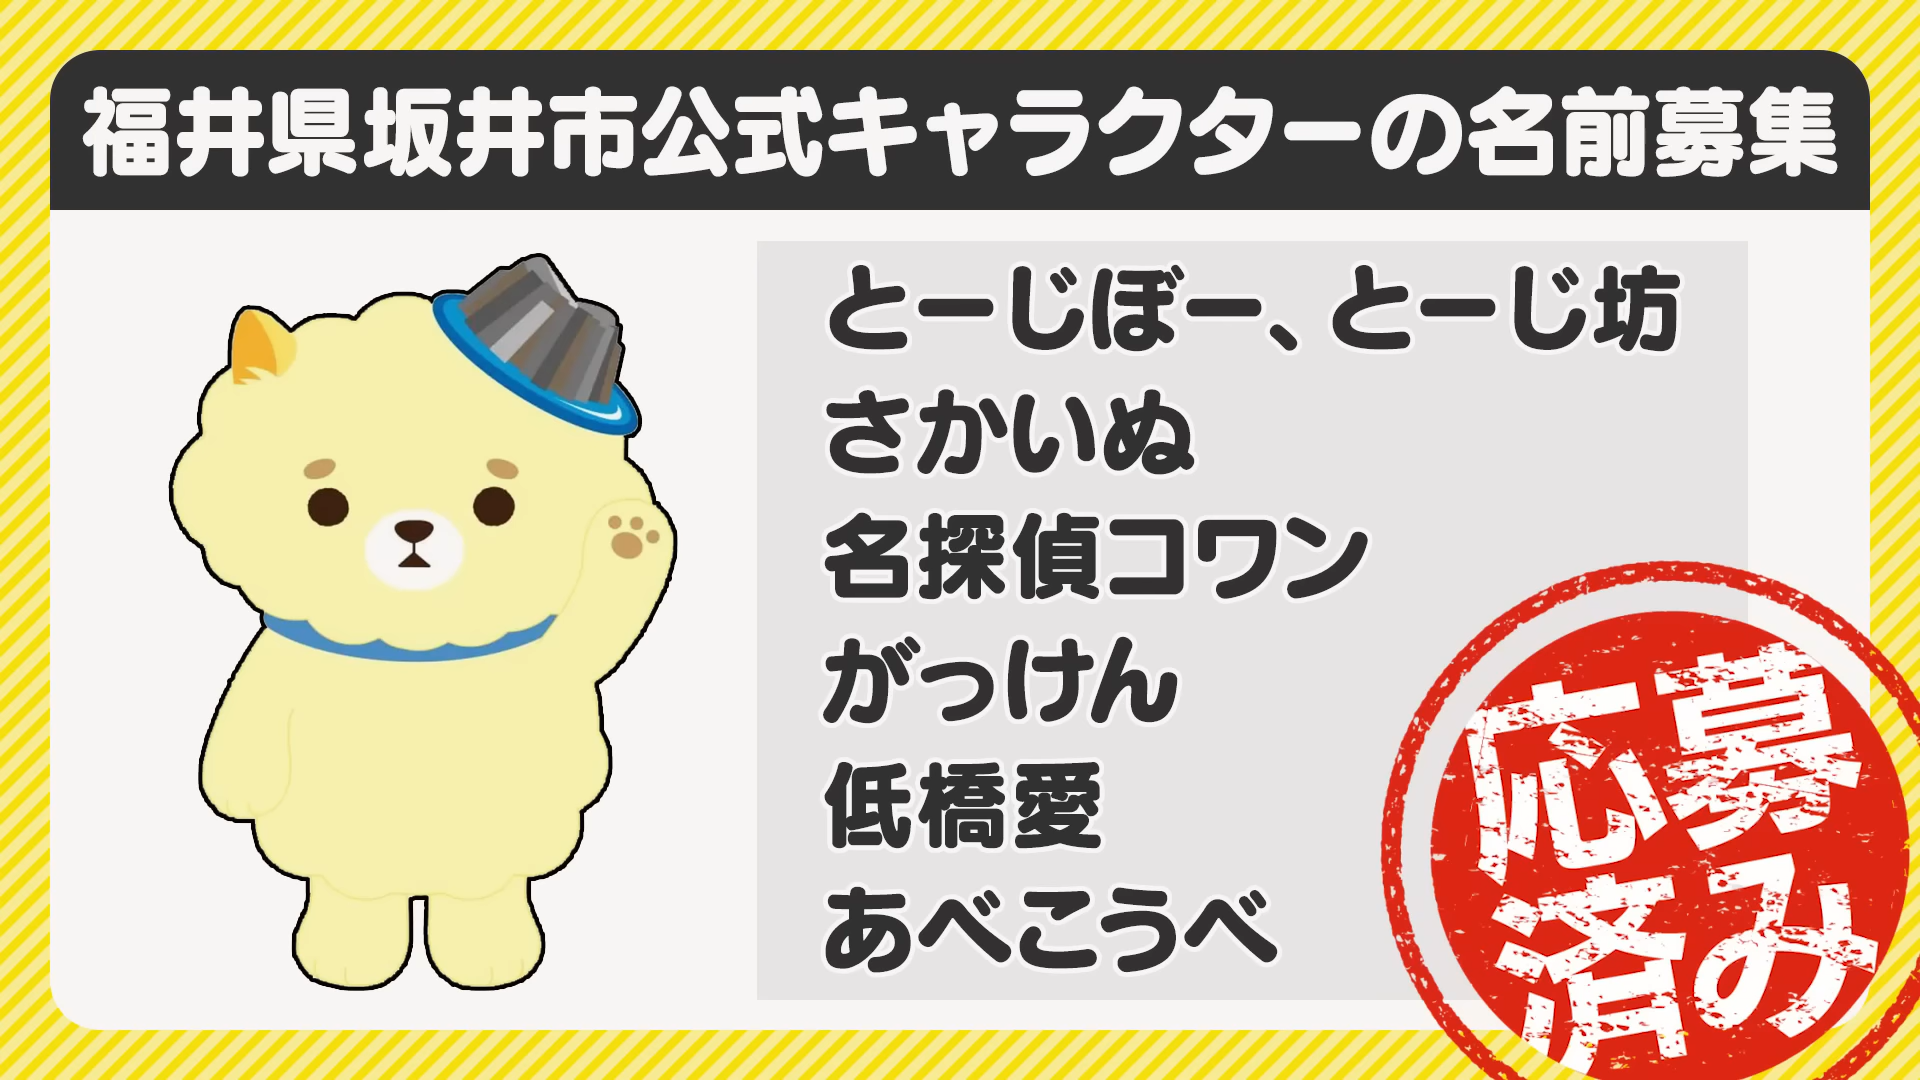 福井県坂井市公式キャラクターの名前募集
とーじぼー、とーじ坊
さかいぬ
名探偵コワン
がっけん
低橋愛
あべこうべ
応募
済み